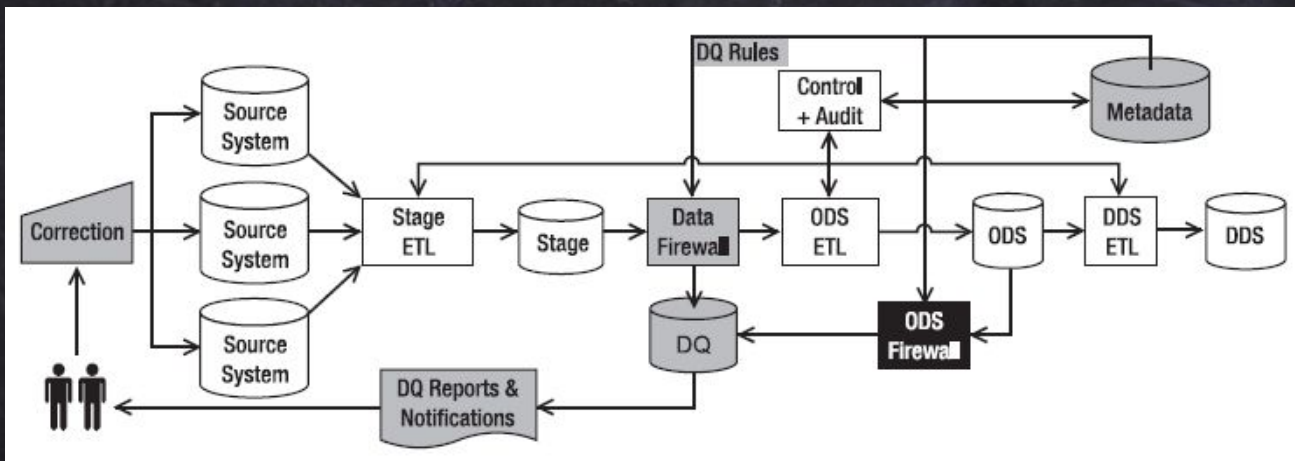 DQ Rules
Control
+ Audit
Metadata
Source
System
Correction
Source
System
Source
System
Stage
ETL
Stage
Data
Firewall
ODS
ETL
ODS
DDS
ETL
DDS
DQ
ODS
Firewall
DQ Reports &
Notifications